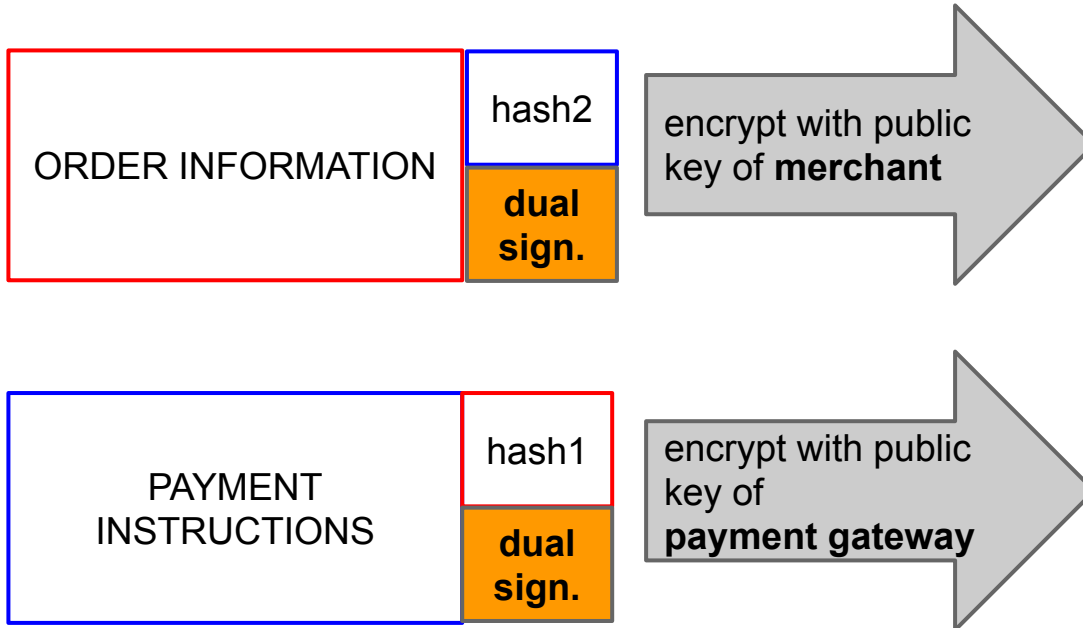 ORDER INFORMATION
hash2
dual
sign.
encrypt with public
key of merchant
PAYMENT
INSTRUCTIONS
hash1
dual
sign.
encrypt with public
key of
payment gateway